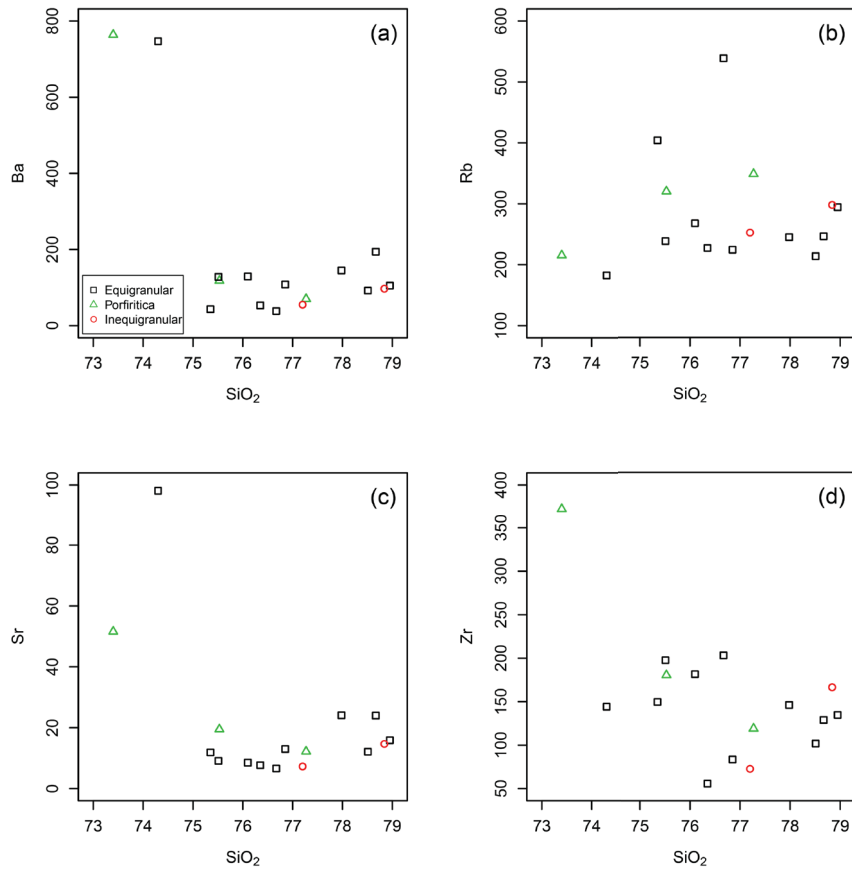 (a)
Ba
800
600
400
200
0
Equigranular
Porfiritica
Inequigranular
73 74 75 76 77 78 79
SiO₂
(b)
Rb
600
500
400
300
200
100
73 74 75 76 77 78 79
SiO₂
(c)
Sr
100
80
60
40
20
0
73 74 75 76 77 78 79
SiO₂
(d)
Zr
400
350
300
250
200
150
100
50
73 74 75 76 77 78 79
SiO₂